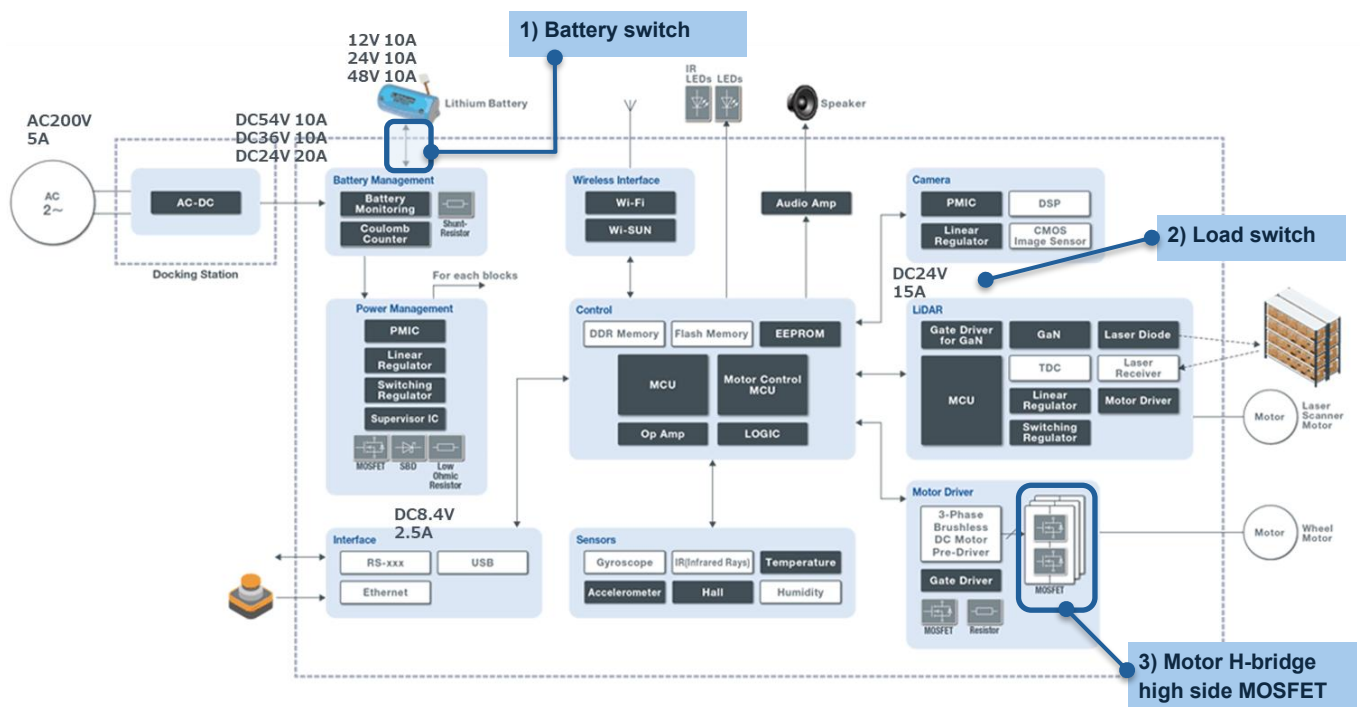 1) Battery switch
12V 10A
24V 10A
48V 10A
Lithium Battery
IR
LEDs
LEDs
Speaker
AC200V
5A
DC54V 10A
DC36V 10A
DC24V 20A
AC
2~
AC-DC
Docking Station
Battery Management
Battery
Monitoring
Coulomb
Counter
Shunt-
Resistor
Wireless Interface
Wi-Fi
Wi-SUN
Audio Amp
Camera
PMIC
DSP
Linear
Regulator
CMOS
Image Sensor
2) Load switch
DC24V
15A
For each blocks
Power Management
PMIC
Linear
Regulator
Switching
Regulator
Supervisor IC
MOSFET
SBD
Low
Ohmic
Resistor
Control
DDR Memory
Flash Memory
EEPROM
MCU
Motor Control
MCU
Op Amp
LOGIC
LiDAR
Gate Driver
for GaN
GaN
Laser Diode
MCU
TDC
Laser
Receiver
Linear
Regulator
Motor Driver
Switching
Regulator
Motor
Laser
Scanner
Motor
DC8.4V
2.5A
Interface
RS-xxx
USB
Ethernet
Sensors
Gyroscope
IR(Infrared Rays)
Temperature
Accelerometer
Hall
Humidity
Motor Driver
3-Phase
Brushless
DC Motor
Pre-Driver
Gate Driver
MOSFET
Resistor
MOSFET
Motor
Wheel
Motor
3) Motor H-bridge
high side MOSFET